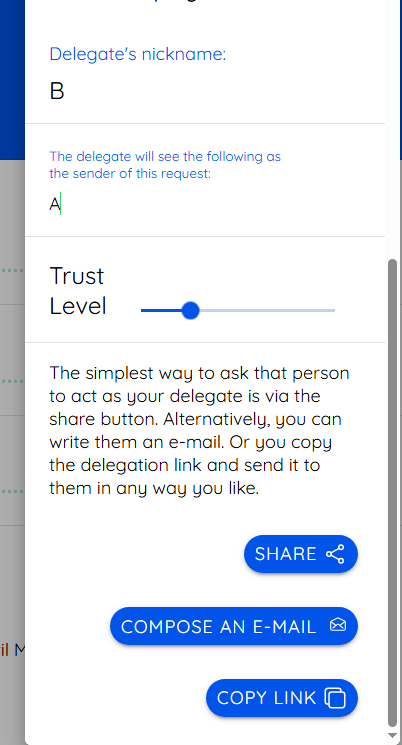 Delegate's nickname:
B
The delegate will see the following as
the sender of this request:
A
Trust
Level
The simplest way to ask that person
to act as your delegate is via the
share button. Alternatively, you can
write them an e-mail. Or you copy
the delegation link and send it to
them in any way you like.
SHARE
COMPOSE AN E-MAIL
il M
COPY LINK